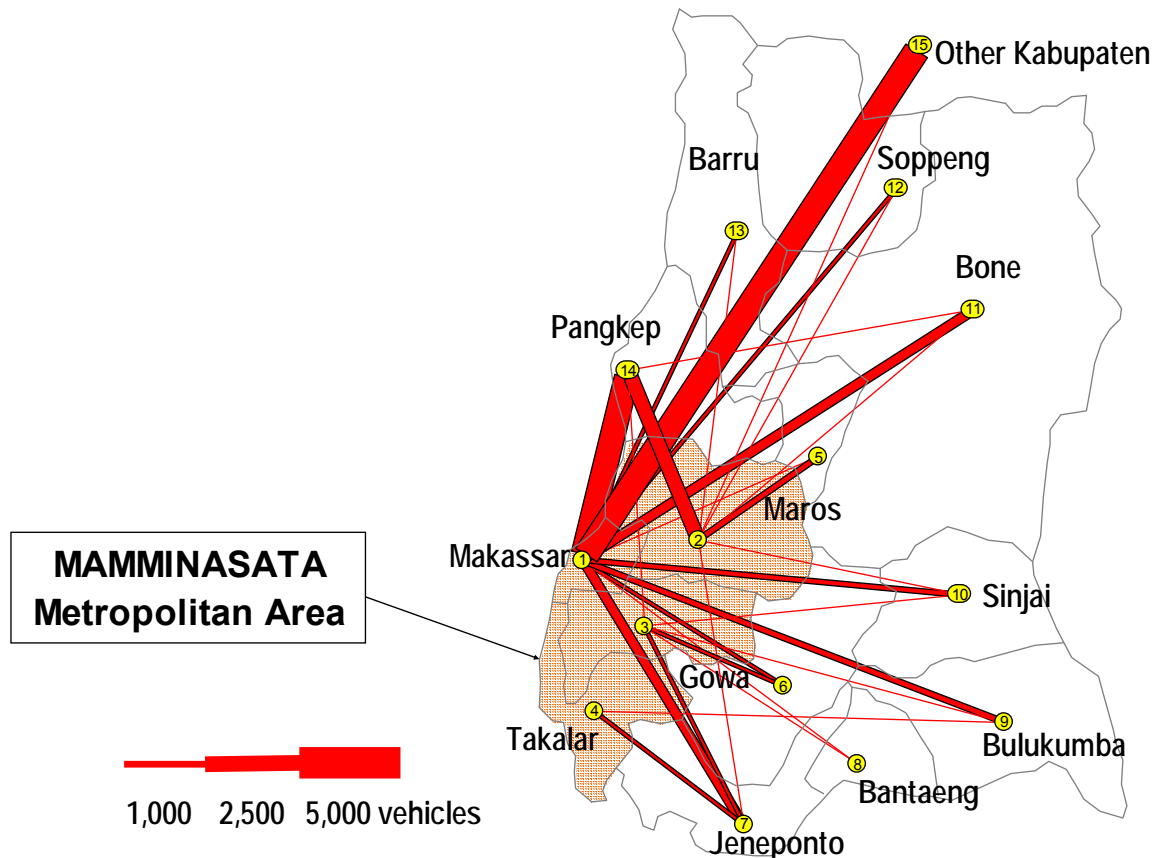 15
Other Kabupaten
Barru
Soppeng
12
13
Bone
11
Pangkep
14
5
Maros
2
Makassar
1
MAMMINASATA
Metropolitan Area
10
Sinjai
3
Gowa
6
4
Takalar
9
Bulukumba
8
Bantaeng
1,000 2,500 5,000 vehicles
7
Jeneponto